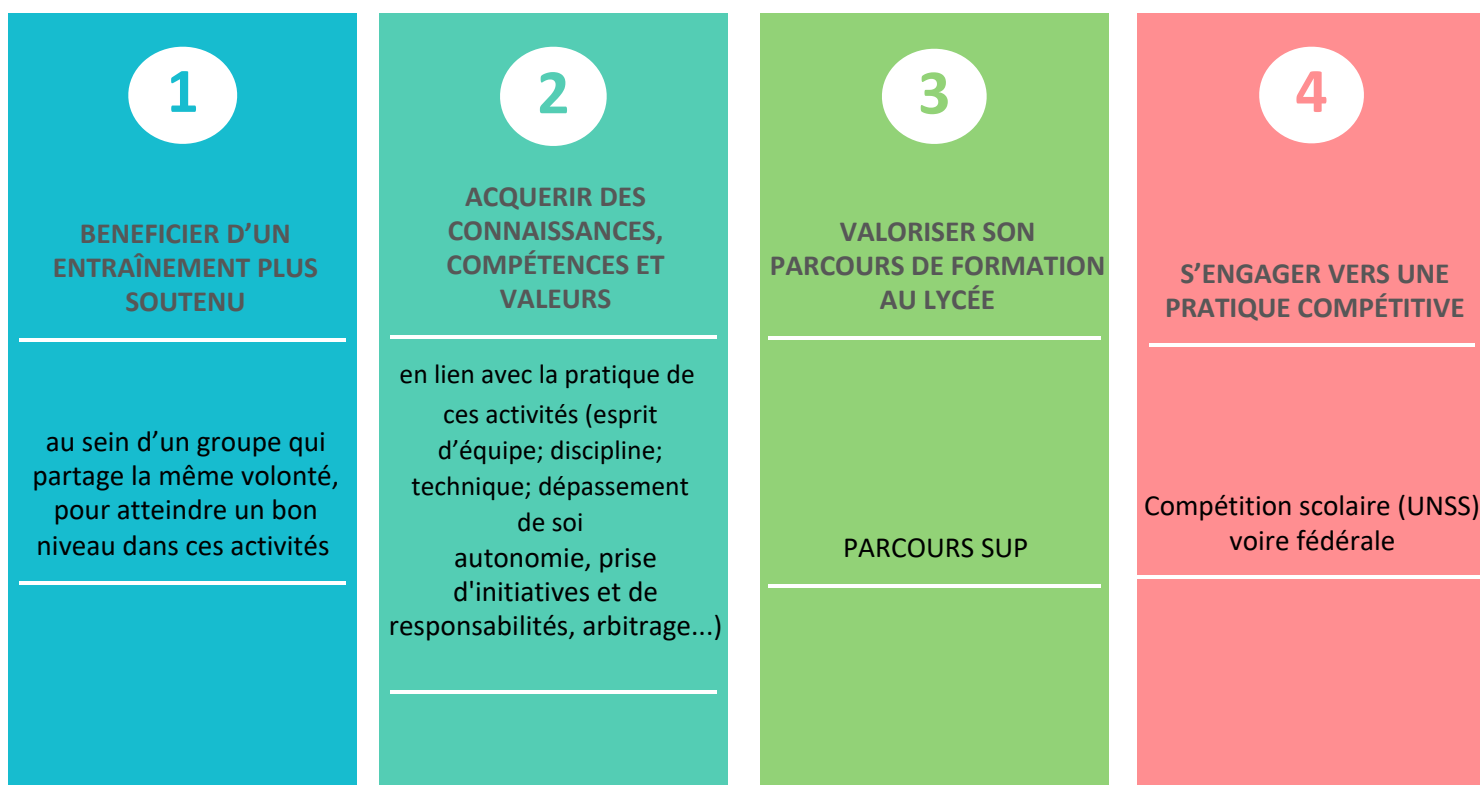 1
BENEFICIER D’UN
ENTRAÎNEMENT PLUS
SOUTENU
au sein d’un groupe qui
partage la même volonté,
pour atteindre un bon
niveau dans ces activités
2
ACQUERIR DES
CONNAISSANCES,
COMPÉTENCES ET
VALEURS
en lien avec la pratique de
ces activités (esprit
d’équipe; discipline;
technique; dépassement
de soi
autonomie, prise
d'initiatives et de
responsabilités, arbitrage...)
3
VALORISER SON
PARCOURS DE FORMATION
AU LYCÉE
PARCOURS SUP
4
S’ENGAGER VERS UNE
PRATIQUE COMPÉTITIVE
Compétition scolaire (UNSS)
voire fédérale